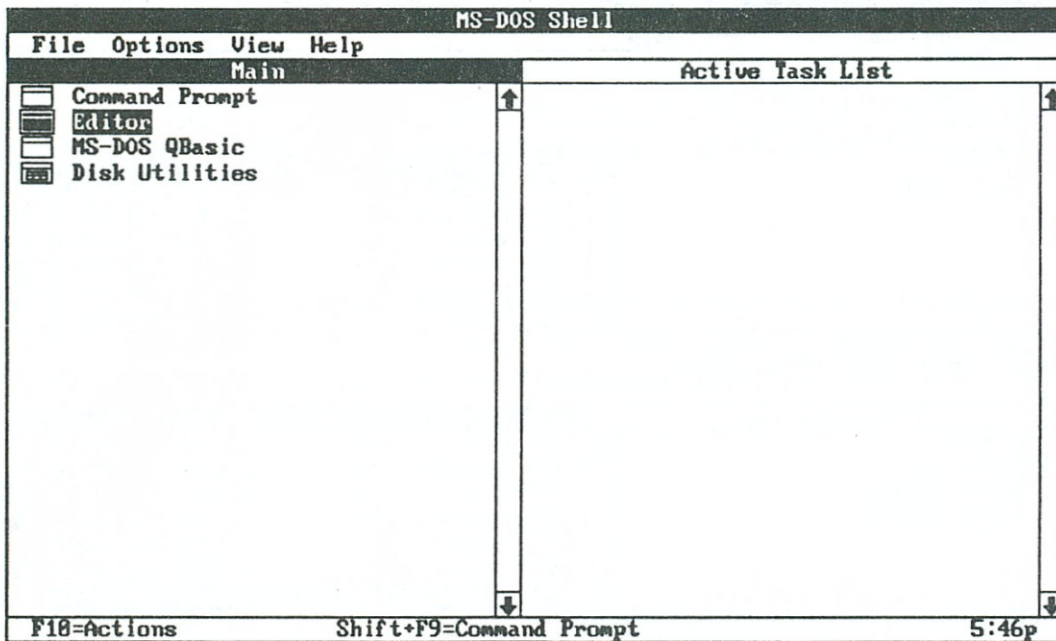 MS-DOS Shell
File Options View Help
Main
Active Task List
Command Prompt
Editor
MS-DOS QBasic
Disk Utilities
F10=Actions Shift+F9=Command Prompt 5:46p